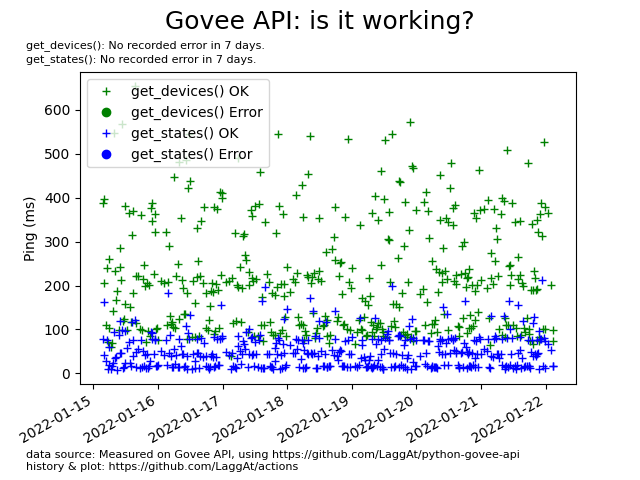 Govee API: is it working?
get_devices(): No recorded error in 7 days.
get_states(): No recorded error in 7 days.
get_devices() OK
get_devices() Error
get_states() OK
get_states() Error
Ping (ms)
600
500
400
300
200
100
0
2022-01-15
2022-01-16
2022-01-17
2022-01-18
2022-01-19
2022-01-20
2022-01-21
2022-01-22
data source: Measured on Govee API, using https://github.com/LaggAt/python-govee-api
history & plot: https://github.com/LaggAt/actions